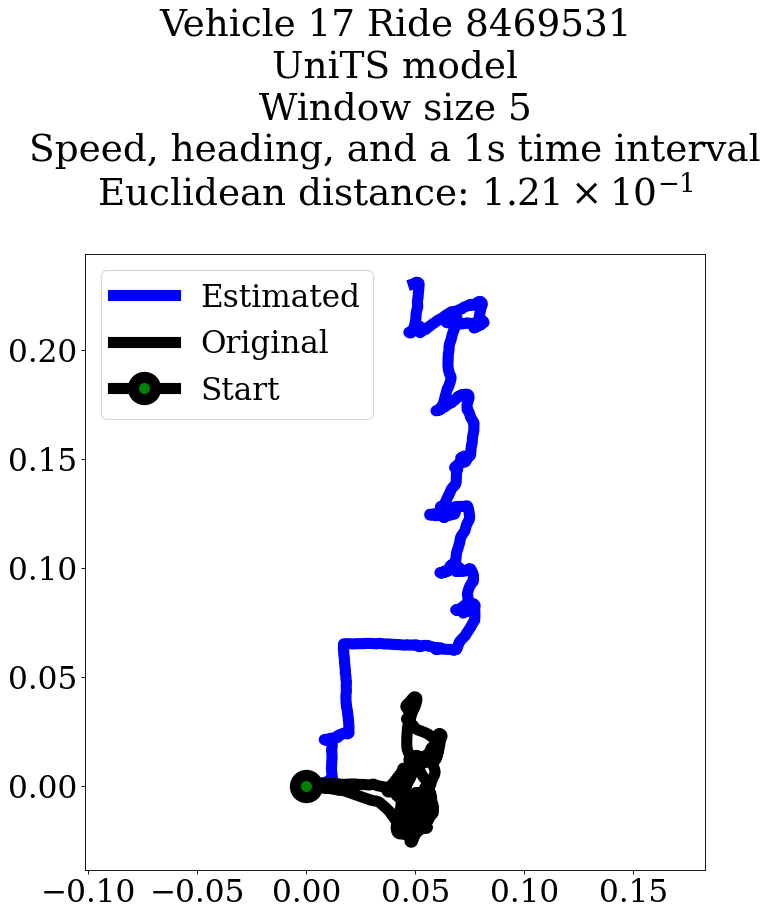 Vehicle 17 Ride 8469531
UniTS model
Window size 5
Speed, heading, and a 1s time interval
Euclidean distance: 1.21 × 10⁻¹
Estimated
Original
Start
0.20
0.15
0.10
0.05
0.00
−0.10 −0.05 0.00 0.05 0.10 0.15